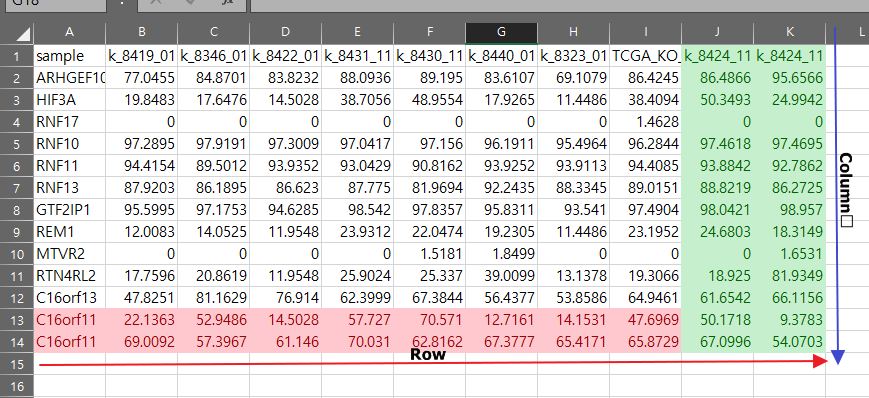 G18 fx
A B C D E F G H I J K L
1 sample k_8419_01 k_8346_01 k_8422_01 k_8431_11 k_8430_11 k_8440_01 k_8323_01 TCGA_KO_ k_8424_11 k_8424_11
2 ARHGEF10 77.0455 84.8701 83.8232 88.0936 89.195 83.6107 69.1079 86.4245 86.4866 95.6566
3 HIF3A 19.8483 17.6476 14.5028 38.7056 48.9554 17.9265 11.4486 38.4094 50.3493 24.9942
4 RNF17 0 0 0 0 0 0 0 1.4628 0 0
5 RNF10 97.2895 97.9191 97.3009 97.0417 97.156 96.1911 95.4964 96.2844 97.4618 97.4695
6 RNF11 94.4154 89.5012 93.9352 93.0429 90.8162 93.9252 93.9113 94.4085 93.8842 92.7862
7 RNF13 87.9203 86.1895 86.623 87.775 81.9694 92.2435 88.3345 89.0151 88.8219 86.2725
8 GTF2IP1 95.5995 97.1753 94.6285 98.542 97.8357 95.8311 93.541 97.4904 98.0421 98.957
9 REM1 12.0083 14.0525 11.9548 23.9312 22.0474 19.2305 11.4486 23.1952 24.6803 18.3149
10 MTVR2 0 0 0 0 1.5181 1.8499 0 0 0 1.6531
11 RTN4RL2 17.7596 20.8619 11.9548 25.9024 25.337 39.0099 13.1378 19.3066 18.925 81.9349
12 C16orf13 47.8251 81.1629 76.914 62.3999 67.3844 56.4377 53.8586 64.9461 61.6542 66.1156
13 C16orf11 22.1363 52.9486 14.5028 57.727 70.571 12.7161 14.1531 47.6969 50.1718 9.3783
14 C16orf11 69.0092 57.3967 61.146 70.031 62.8162 67.3777 65.4171 65.8729 67.0996 54.0703
Row
15
16
Column